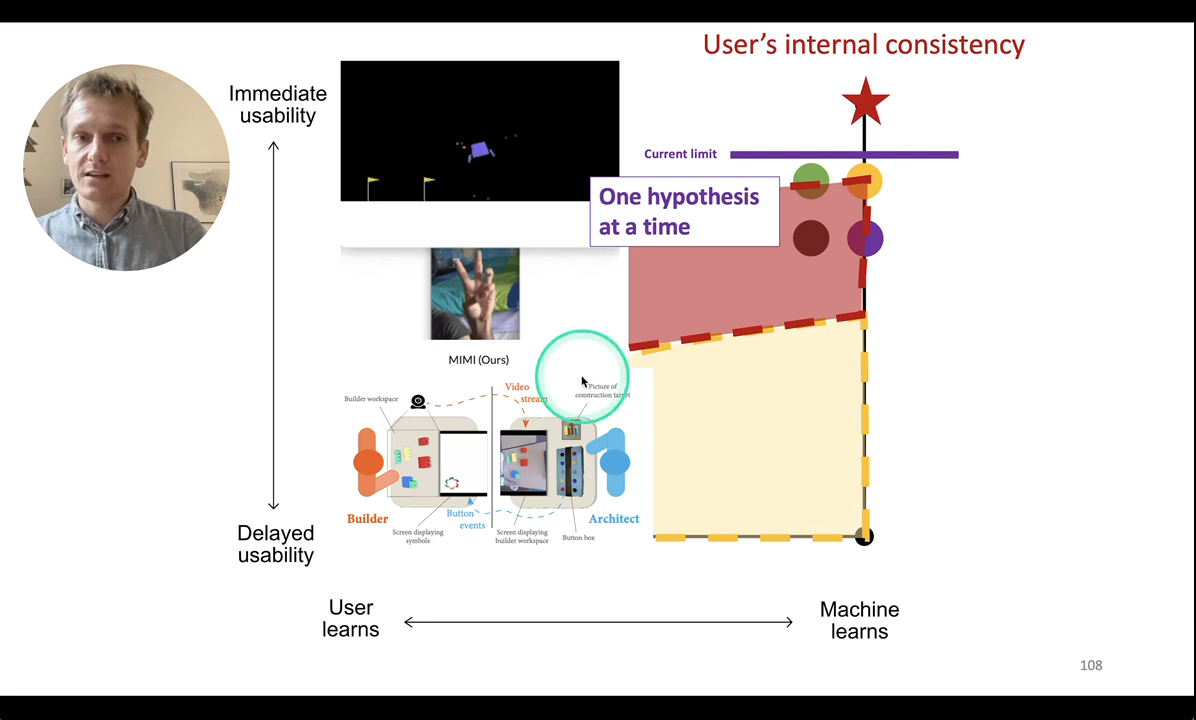 User's internal consistency
Immediate
usability
Current limit
One hypothesis
at a time
MIMI (Ours)
Builder workspace
Video
stream
Picture of
construction target
Builder
Button
events
Architect
Screen displaying
symbols
Screen displaying
builder workspace
Button box
Delayed
usability
User
learns
Machine
learns
108